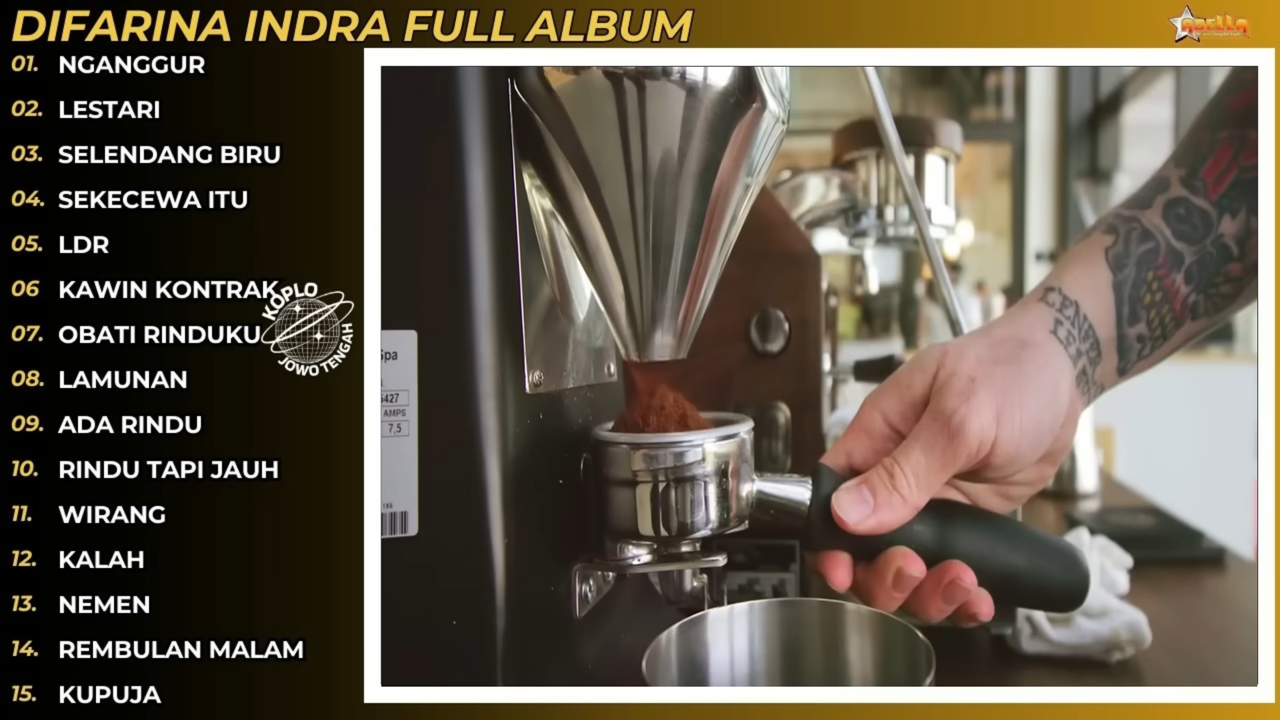 DIFARINA INDRA FULL ALBUM
ADELLA
01. NGANGGUR
02. LESTARI
03. SELENDANG BIRU
04. SEKECEWA ITU
05. LDR
06 KAWIN KONTRAK
07. OBATI RINDUKU
08. LAMUNAN
09. ADA RINDU
10. RINDU TAPI JAUH
11. WIRANG
12. KALAH
13. NEMEN
14. REMBULAN MALAM
15. KUPUJA
KOPLO
JOWO TENGAH
Spa
AMPS
7,5